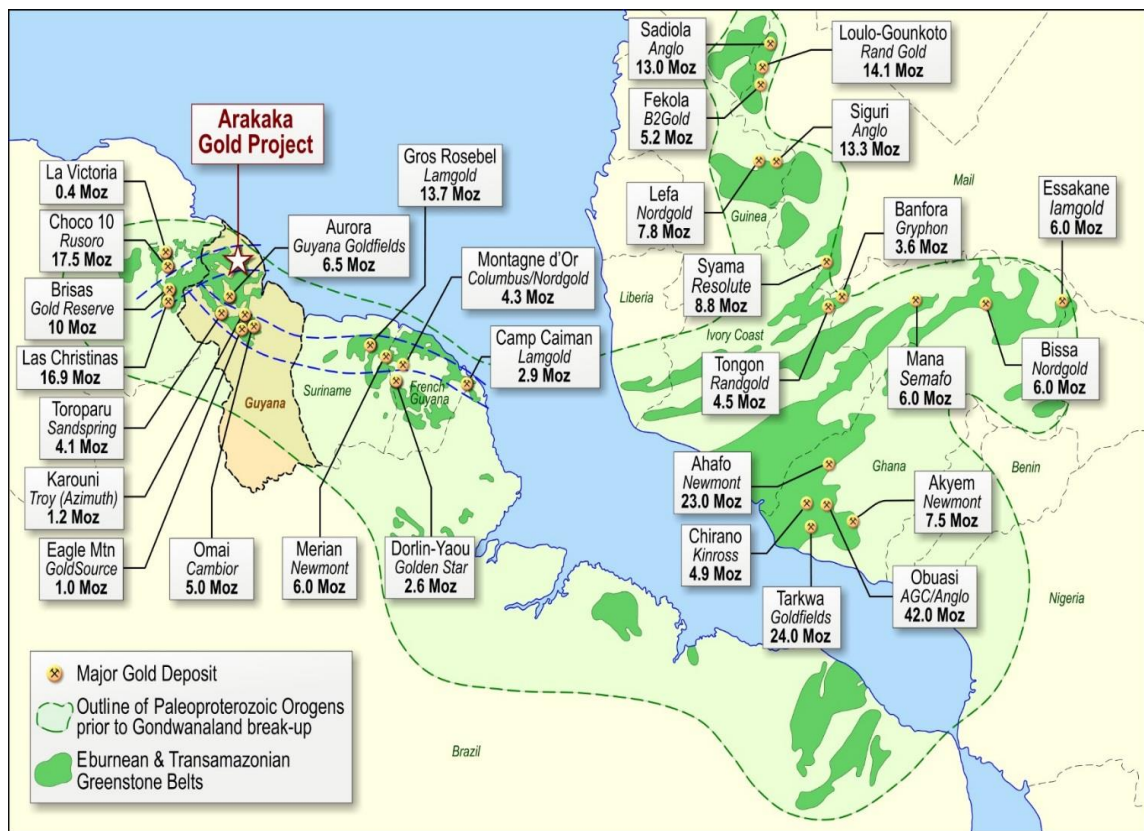 Sadiola
Anglo
13.0 Moz
Loulo-Gounkoto
Rand Gold
14.1 Moz
Fekola
B2Gold
5.2 Moz
Siguri
Anglo
13.3 Moz
Arakaka
Gold Project
Gros Rosebel
Lamgold
13.7 Moz
La Victoria
0.4 Moz
Choco 10
Rusoro
17.5 Moz
Aurora
Guyana Goldfields
6.5 Moz
Lefa
Nordgold
7.8 Moz
Guinea
Mail
Banfora
Gryphon
3.6 Moz
Essakane
Iamgold
6.0 Moz
Montagne d'Or
Columbus/Nordgold
4.3 Moz
Syama
Resolute
8.8 Moz
Liberia
Brisas
Gold Reserve
10 Moz
Ivory Coast
Las Christinas
16.9 Moz
Camp Caiman
Lamgold
2.9 Moz
Tongon
Randgold
4.5 Moz
Mana
Semafo
6.0 Moz
Bissa
Nordgold
6.0 Moz
Suriname
French
Guyana
Guyana
Toroparu
Sandspring
4.1 Moz
Karouni
Troy (Azimuth)
1.2 Moz
Ahafo
Newmont
23.0 Moz
Ghana
Benin
Akyem
Newmont
7.5 Moz
Eagle Mtn
GoldSource
1.0 Moz
Omai
Cambior
5.0 Moz
Merian
Newmont
6.0 Moz
Dorlin-Yaou
Golden Star
2.6 Moz
Chirano
Kinross
4.9 Moz
Tarkwa
Goldfields
24.0 Moz
Obuasi
AGC/Anglo
42.0 Moz
Nigeria
Major Gold Deposit
Outline of Paleoproterozoic Orogens
prior to Gondwanaland break-up
Eburnean & Transamazonian
Greenstone Belts
Brazil